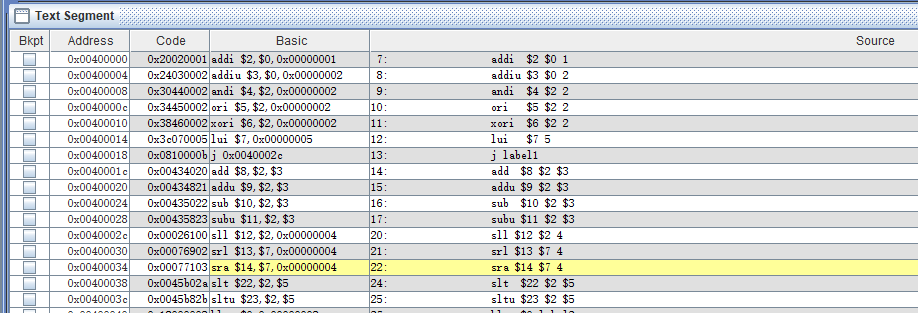 Text Segment
Bkpt Address Code Basic Source
0x00400000 0x20020001 addi $2,$0,0x00000001 7: addi $2 $0 1
0x00400004 0x24030002 addiu $3,$0,0x00000002 8: addiu $3 $0 2
0x00400008 0x30440002 andi $4,$2,0x00000002 9: andi $4 $2 2
0x0040000c 0x34450002 ori $5,$2,0x00000002 10: ori $5 $2 2
0x00400010 0x38460002 xori $6,$2,0x00000002 11: xori $6 $2 2
0x00400014 0x3c070005 lui $7,0x00000005 12: lui $7 5
0x00400018 0x0810000b j 0x0040002c 13: j label1
0x0040001c 0x00434020 add $8,$2,$3 14: add $8 $2 $3
0x00400020 0x00434821 addu $9,$2,$3 15: addu $9 $2 $3
0x00400024 0x00435022 sub $10,$2,$3 16: sub $10 $2 $3
0x00400028 0x00435823 subu $11,$2,$3 17: subu $11 $2 $3
0x0040002c 0x00026100 sll $12,$2,0x00000004 20: sll $12 $2 4
0x00400030 0x00076902 srl $13,$7,0x00000004 21: srl $13 $7 4
0x00400034 0x00077103 sra $14,$7,0x00000004 22: sra $14 $7 4
0x00400038 0x0045b02a slt $22,$2,$5 24: slt $22 $2 $5
0x0040003c 0x0045b82b sltu $23,$2,$5 25: sltu $23 $2 $5